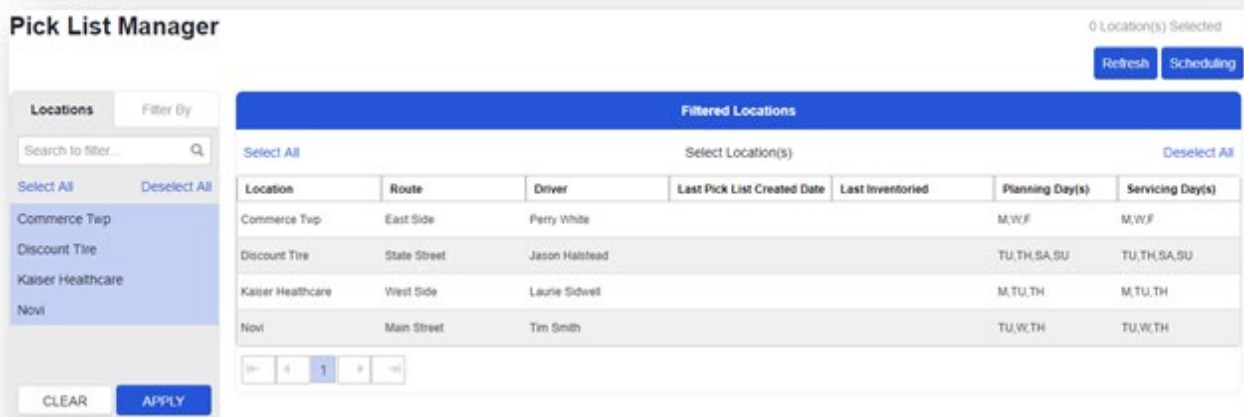 Pick List Manager
0 Location(s) Selected
Refresh Scheduling
Locations Filter By
Search to filter...
Select All Deselect All
Commerce Twp
Discount TIre
Kaiser Healthcare
Novi
CLEAR APPLY
Filtered Locations
Select All Select Location(s) Deselect All
Location Route Driver Last Pick List Created Date Last Inventoried Planning Day(s) Servicing Day(s)
Commerce Twp East Side Perry White M,W,F M,W,F
Discount TIre State Street Jason Halstead TU,TH,SA,SU TU,TH,SA,SU
Kaiser Healthcare West Side Laurie Sidwell M,TU,TH M,TU,TH
Novi Main Street Tim Smith TU,W,TH TU,W,TH
1